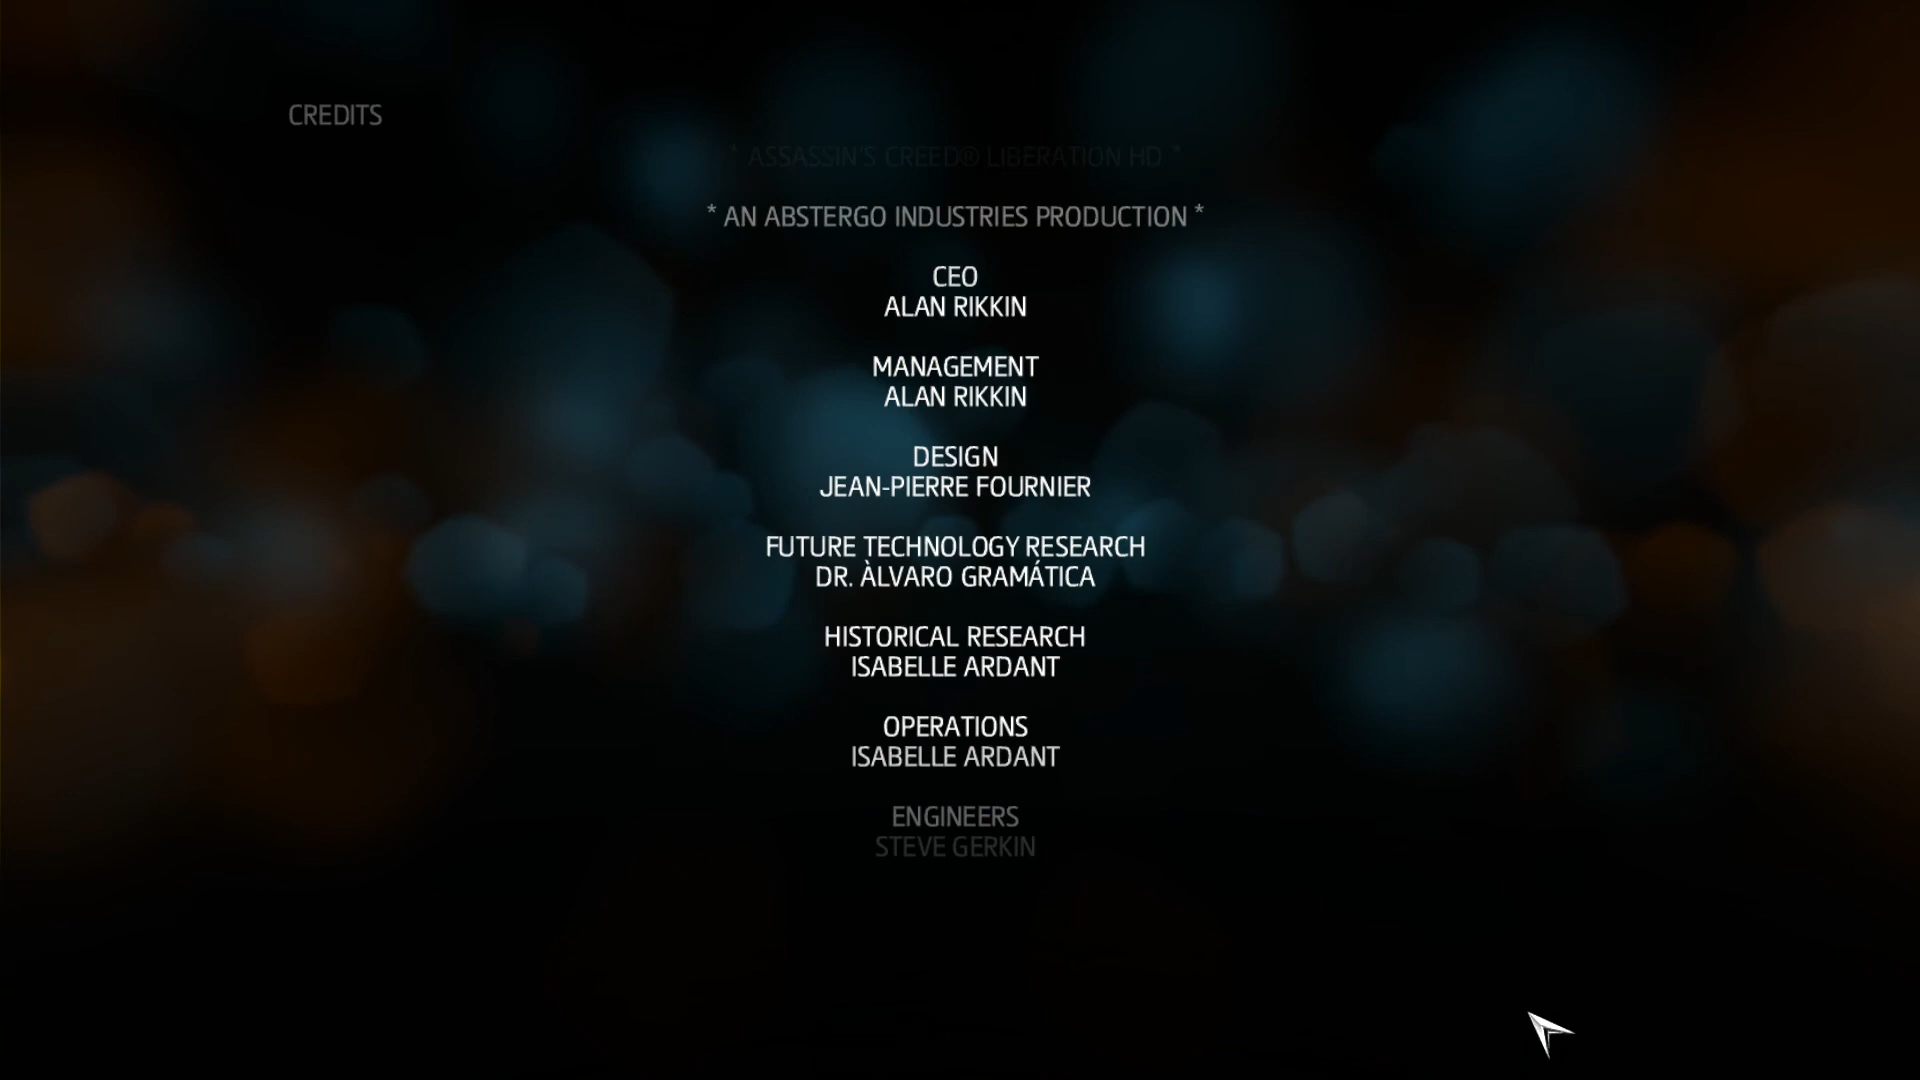 CREDITS
* ASSASSIN'S CREED® LIBERATION HD *
* AN ABSTERGO INDUSTRIES PRODUCTION *
CEO
ALAN RIKKIN
MANAGEMENT
ALAN RIKKIN
DESIGN
JEAN-PIERRE FOURNIER
FUTURE TECHNOLOGY RESEARCH
DR. ÀLVARO GRAMÁTICA
HISTORICAL RESEARCH
ISABELLE ARDANT
OPERATIONS
ISABELLE ARDANT
ENGINEERS
STEVE GERKIN